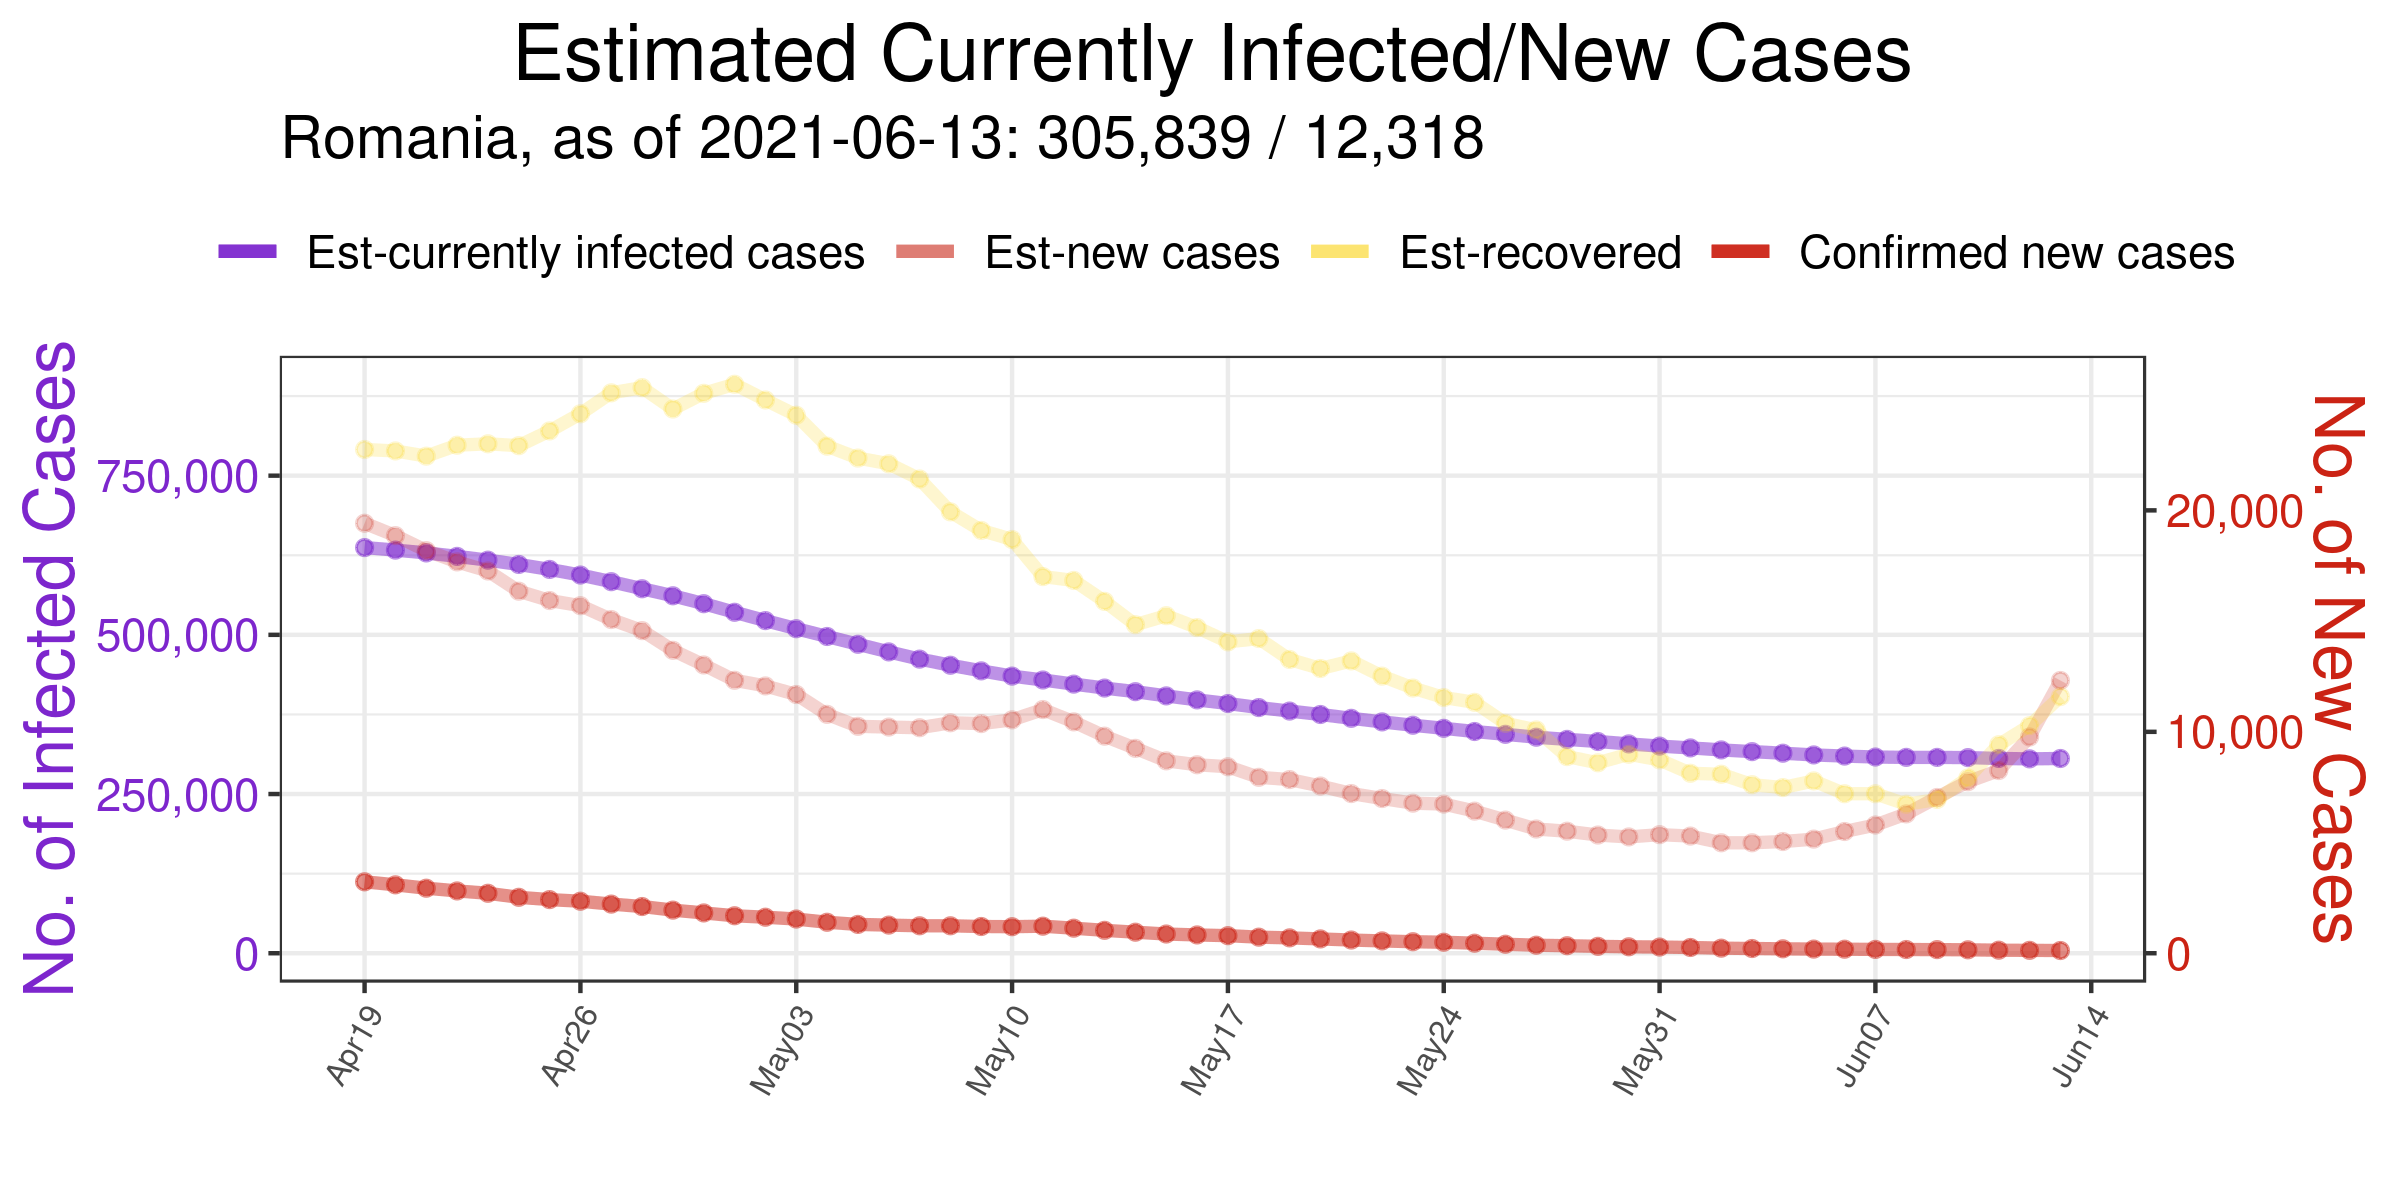 Estimated Currently Infected/New Cases
Romania, as of 2021-06-13: 305,839 / 12,318
Est-currently infected cases Est-new cases Est-recovered Confirmed new cases
No. of Infected Cases
750,000
500,000
250,000
0
20,000
10,000
0
No. of New Cases
Apr19 Apr26 May03 May10 May17 May24 May31 Jun07 Jun14